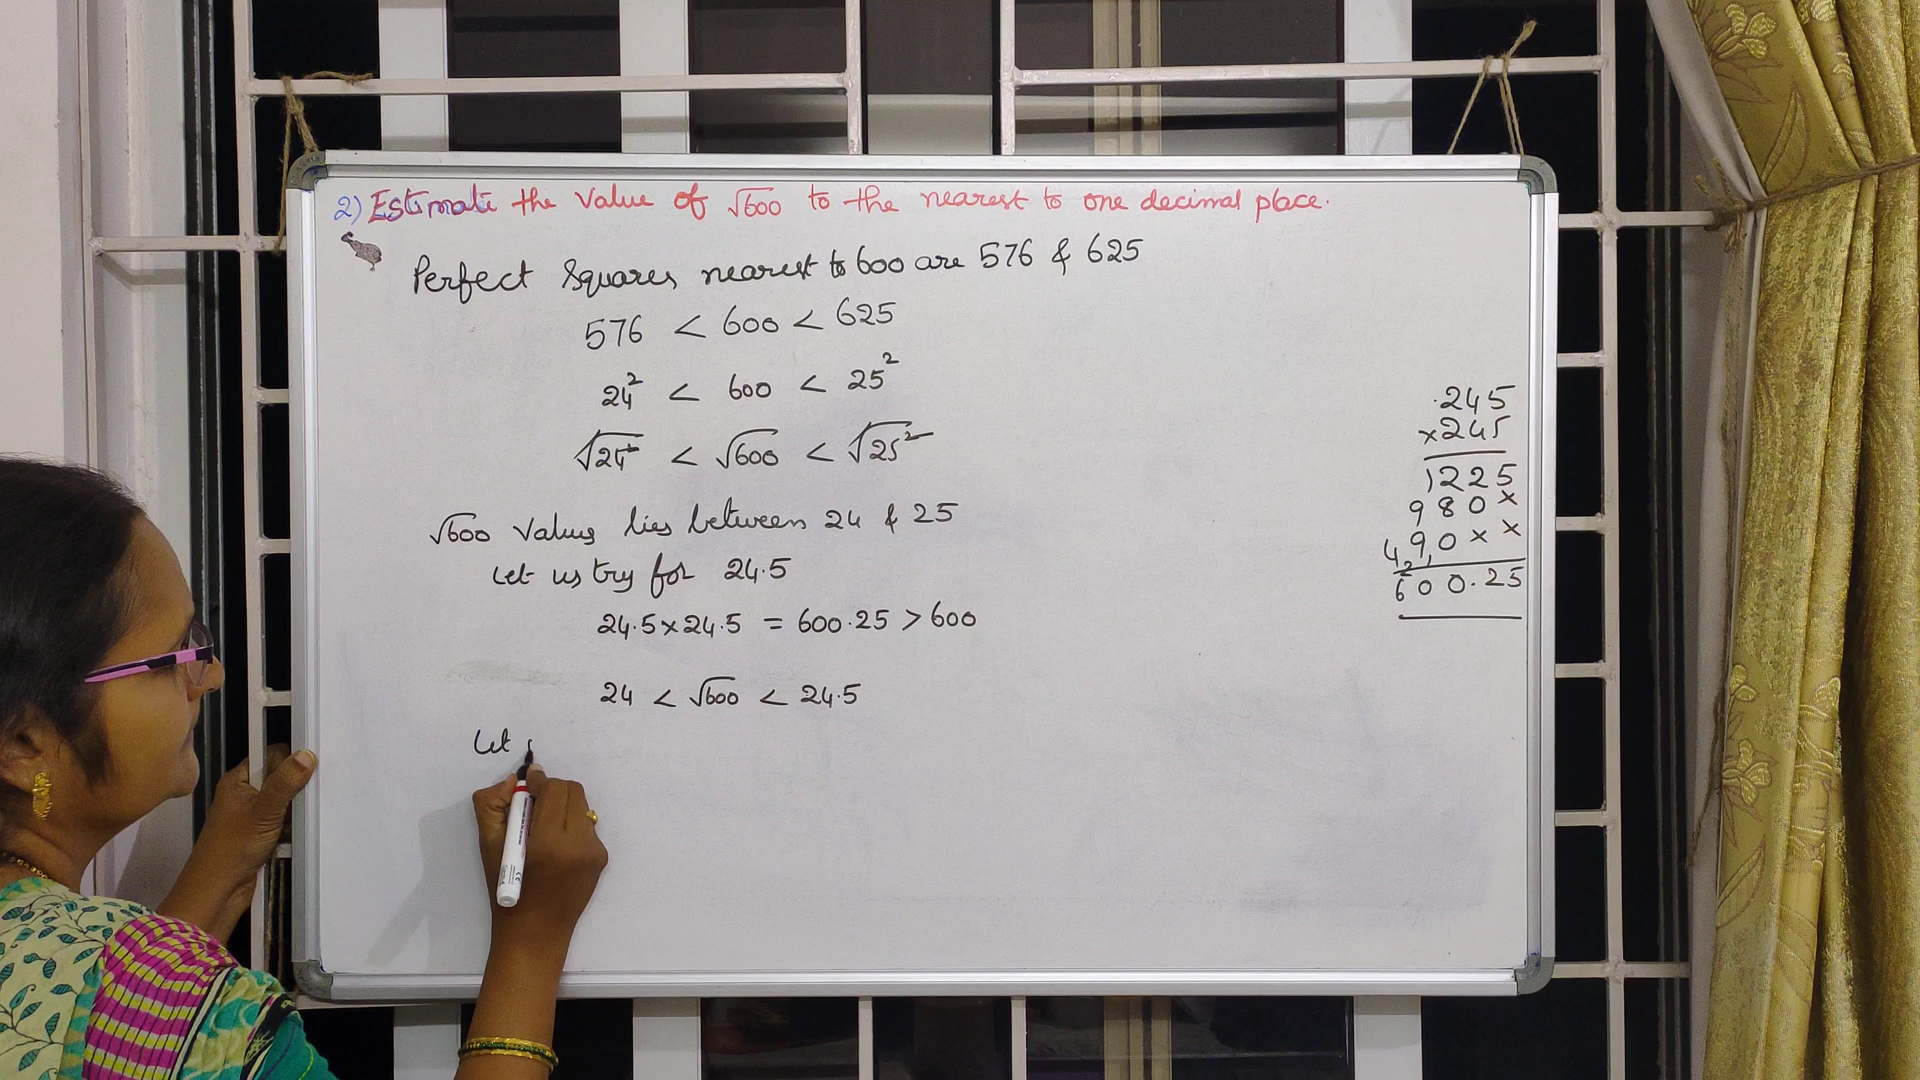 2) Estimate the value of √600 to the nearest to one decimal place.
Perfect Squares nearest to 600 are 576 & 625
576 < 600 < 625
24² < 600 < 25²
√24² < √600 < √25²
√600 Values lies between 24 & 25
Let us try for 24.5
24.5×24.5 = 600.25 > 600
24 < √600 < 24.5
Let
.245
×245
1225
980×
490××
600.25